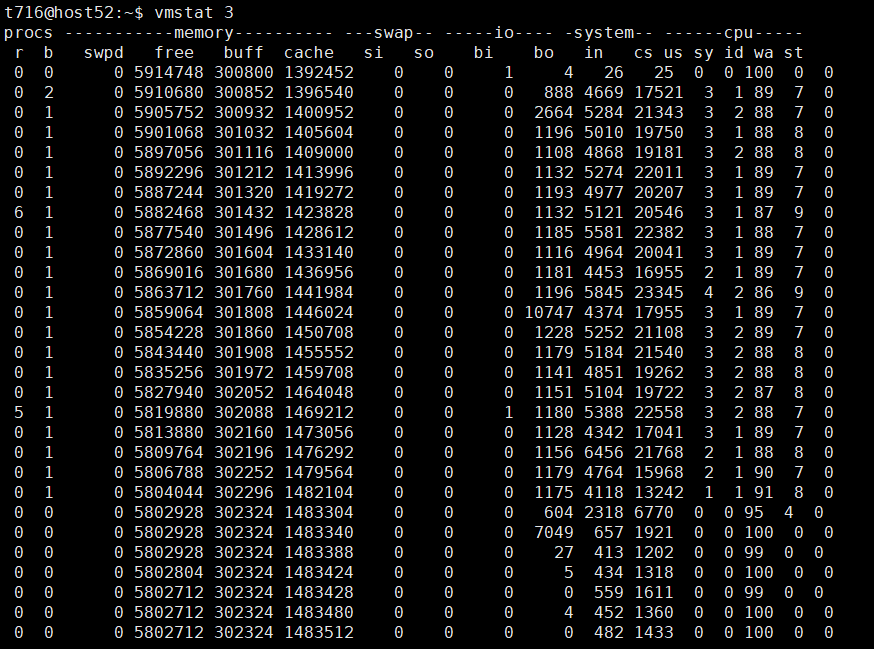 t716@host52:~$ vmstat 3
procs -----------memory---------- ---swap-- -----io---- -system-- ------cpu-----
 r  b   swpd   free   buff  cache   si   so    bi    bo   in   cs us sy id wa st
 0  0      0 5914748 300800 1392452    0    0     1     4   26   25  0  0 100  0  0
 0  2      0 5910680 300852 1396540    0    0     0   888 4669 17521  3  1 89  7  0
 0  1      0 5905752 300932 1400952    0    0     0  2664 5284 21343  3  2 88  7  0
 0  1      0 5901068 301032 1405604    0    0     0  1196 5010 19750  3  1 88  8  0
 0  1      0 5897056 301116 1409000    0    0     0  1108 4868 19181  3  2 88  8  0
 0  1      0 5892296 301212 1413996    0    0     0  1132 5274 22011  3  1 89  7  0
 0  1      0 5887244 301320 1419272    0    0     0  1193 4977 20207  3  1 89  7  0
 6  1      0 5882468 301432 1423828    0    0     0  1132 5121 20546  3  1 87  9  0
 0  1      0 5877540 301496 1428612    0    0     0  1185 5581 22382  3  1 88  7  0
 0  1      0 5872860 301604 1433140    0    0     0  1116 4964 20041  3  1 89  7  0
 0  1      0 5869016 301680 1436956    0    0     0  1181 4453 16955  2  1 89  7  0
 0  1      0 5863712 301760 1441984    0    0     0  1196 5845 23345  4  2 86  9  0
 0  1      0 5859064 301808 1446024    0    0     0 10747 4374 17955  3  1 89  7  0
 0  1      0 5854228 301860 1450708    0    0     0  1228 5252 21108  3  2 89  7  0
 0  1      0 5843440 301908 1455552    0    0     0  1179 5184 21540  3  2 88  8  0
 0  1      0 5835256 301972 1459708    0    0     0  1141 4851 19262  3  2 88  8  0
 0  1      0 5827940 302052 1464048    0    0     0  1151 5104 19722  3  2 87  8  0
 5  1      0 5819880 302088 1469212    0    0     1  1180 5388 22558  3  2 88  7  0
 0  1      0 5813880 302160 1473056    0    0     0  1128 4342 17041  3  1 89  7  0
 0  1      0 5809764 302196 1476292    0    0     0  1156 6456 21768  2  1 88  8  0
 0  1      0 5806788 302252 1479564    0    0     0  1179 4764 15968  2  1 90  7  0
 0  1      0 5804044 302296 1482104    0    0     0  1175 4118 13242  1  1 91  8  0
 0  0      0 5802928 302324 1483304    0    0     0   604 2318 6770  0  0 95  4  0
 0  0      0 5802928 302324 1483340    0    0     0  7049  657 1921  0  0 100  0  0
 0  0      0 5802928 302324 1483388    0    0     0    27  413 1202  0  0 99  0  0
 0  0      0 5802804 302324 1483424    0    0     0     5  434 1318  0  0 100  0  0
 0  0      0 5802712 302324 1483428    0    0     0     0  559 1611  0  0 99  0  0
 0  0      0 5802712 302324 1483480    0    0     0     4  452 1360  0  0 100  0  0
 0  0      0 5802712 302324 1483512    0    0     0     0  482 1433  0  0 100  0  0